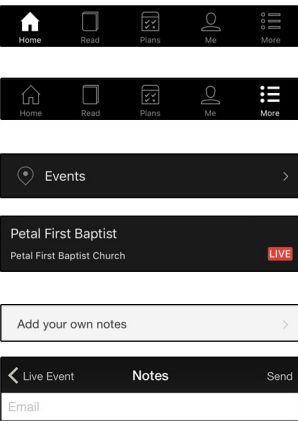 Home Read Plans Me More
Home Read Plans Me More
Events
Petal First Baptist
Petal First Baptist Church LIVE
Add your own notes
Live Event Notes Send
Email